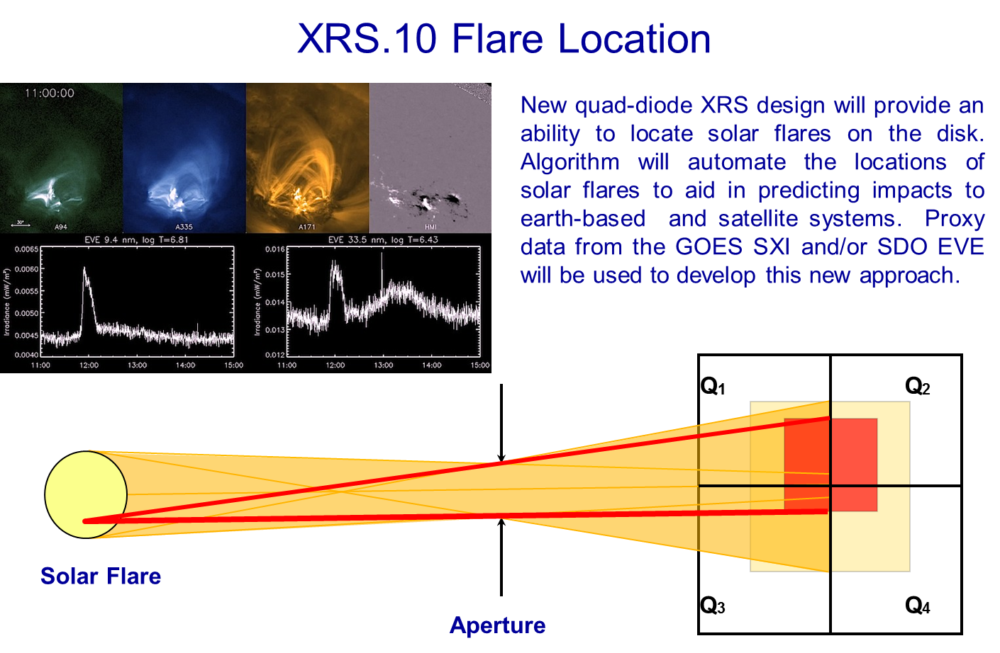 XRS.10 Flare Location
11:00:00
30"
A94
A335
A171
HMI
EVE 9.4 nm, log T=6.81
Irradiance (mW/m²)
0.0065
0.0060
0.0055
0.0050
0.0045
0.0040
11:00 12:00 13:00 14:00 15:00
EVE 33.5 nm, log T=6.43
Irradiance (mW/m²)
0.016
0.015
0.014
0.013
0.012
11:00 12:00 13:00 14:00 15:00
New quad-diode XRS design will provide an
ability to locate solar flares on the disk.
Algorithm will automate the locations of
solar flares to aid in predicting impacts to
earth-based and satellite systems. Proxy
data from the GOES SXI and/or SDO EVE
will be used to develop this new approach.
Q1
Q2
Q3
Q4
Solar Flare
Aperture